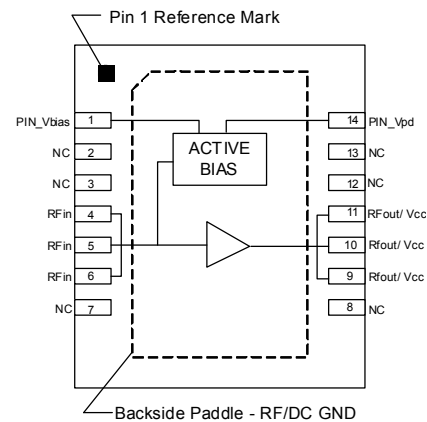 Pin 1 Reference Mark
PIN_Vbias 1
NC 2
NC 3
RFin 4
RFin 5
RFin 6
NC 7
ACTIVE
BIAS
14 PIN_Vpd
13 NC
12 NC
11 RFout/ Vcc
10 Rfout/ Vcc
9 Rfout/ Vcc
8 NC
Backside Paddle - RF/DC GND